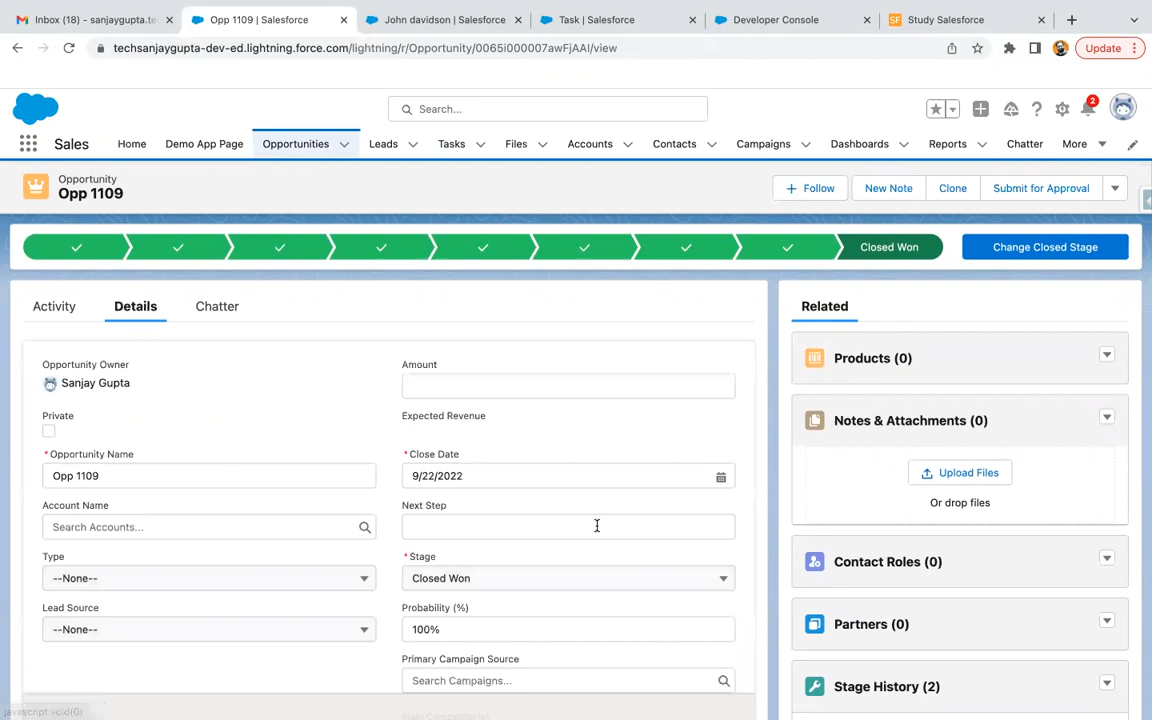 Inbox (18) - sanjaygupta.te
Opp 1109 | Salesforce
John davidson | Salesforce
Task | Salesforce
Developer Console
SF Study Salesforce
techsanjaygupta-dev-ed.lightning.force.com/lightning/r/Opportunity/0065i000007awFjAAI/view
Update
Search...
2
Sales
Home
Demo App Page
Opportunities
Leads
Tasks
Files
Accounts
Contacts
Campaigns
Dashboards
Reports
Chatter
More
Opportunity
Opp 1109
Follow
New Note
Clone
Submit for Approval
Closed Won
Change Closed Stage
Activity
Details
Chatter
Related
Opportunity Owner
Sanjay Gupta
Amount
Private
Expected Revenue
*Opportunity Name
Opp 1109
*Close Date
9/22/2022
Account Name
Search Accounts...
Next Step
Type
--None--
*Stage
Closed Won
Lead Source
--None--
Probability (%)
100%
Primary Campaign Source
Search Campaigns...
Main Competitor(s)
Products (0)
Notes & Attachments (0)
Upload Files
Or drop files
Contact Roles (0)
Partners (0)
Stage History (2)
javascript:void(0)